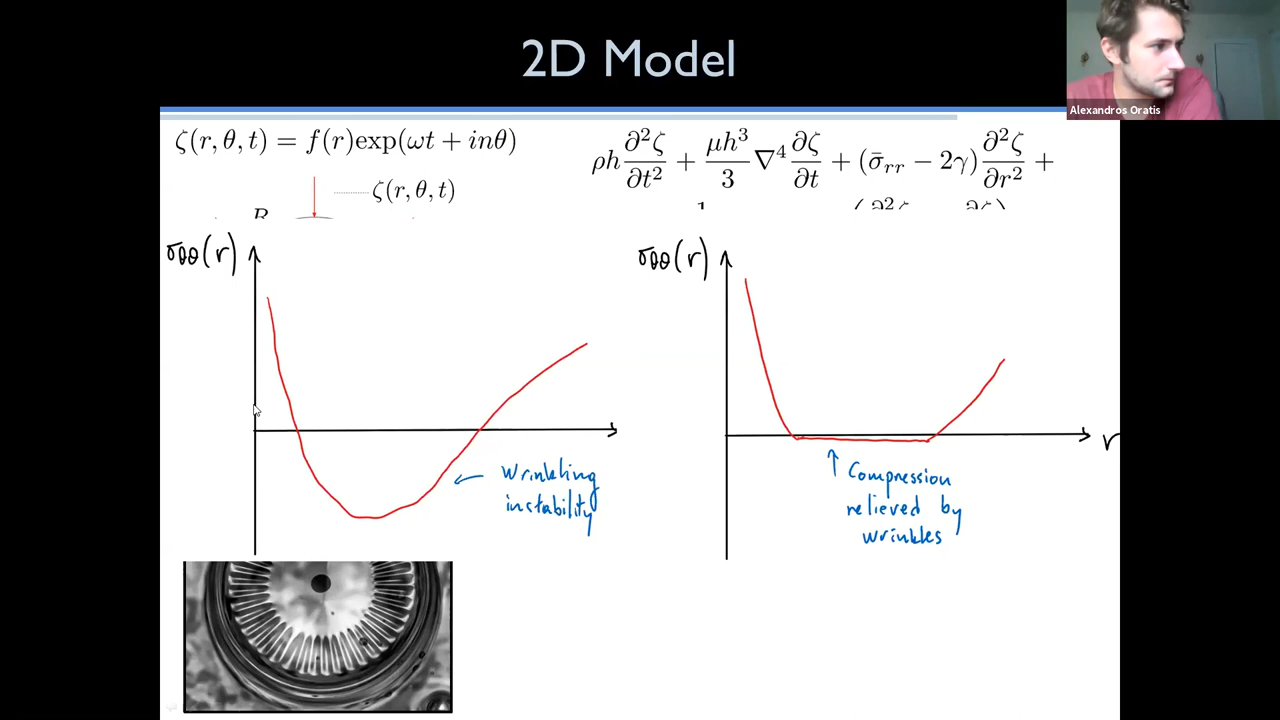 2D Model
Alexandros Oratis
ζ(r, θ, t) = f(r)exp(ωt + inθ)
ρh ∂²ζ/∂t² + μh³/3 ∇⁴ ∂ζ/∂t + (σ̄rr − 2γ) ∂²ζ/∂r² +
ζ(r, θ, t)
σθθ(r)
σθθ(r)
r
Wrinkling
instability
Compression
relieved by
wrinkles